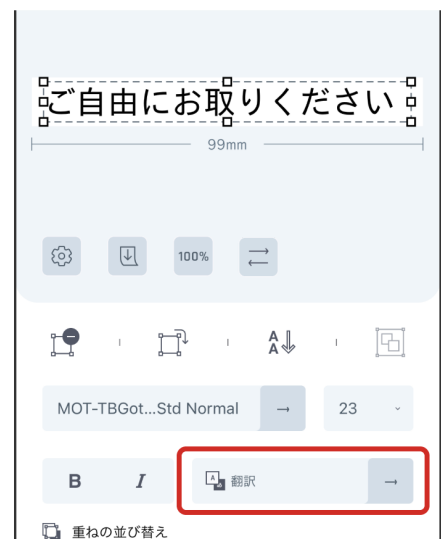 ご自由にお取りください
99mm
100%
A
A
MOT-TBGot...Std Normal → 23
B I 翻訳 →
重ねの並び替え